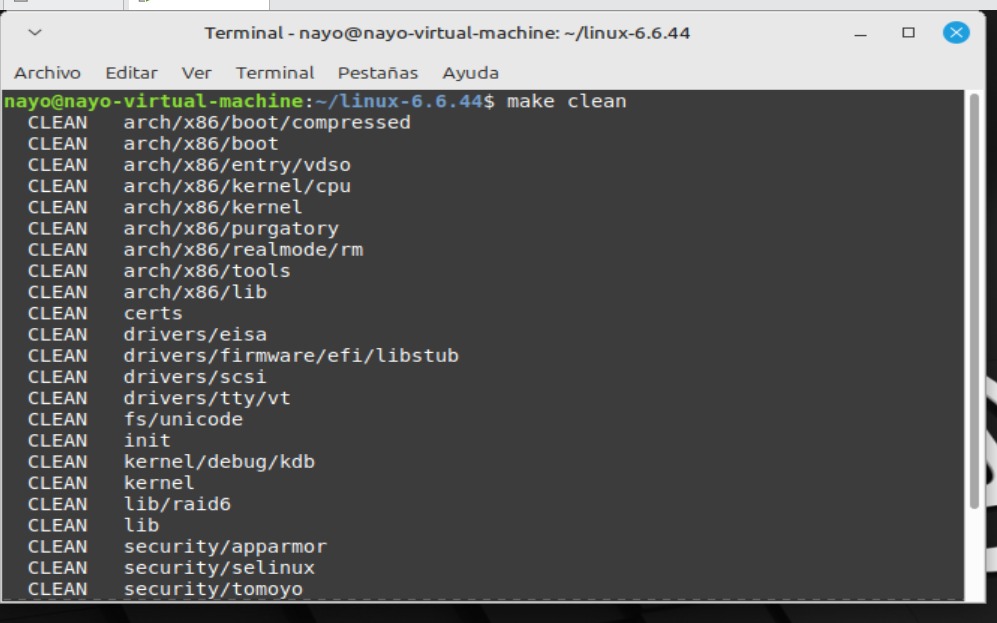 Terminal - nayo@nayo-virtual-machine: ~/linux-6.6.44
Archivo Editar Ver Terminal Pestañas Ayuda
nayo@nayo-virtual-machine:~/linux-6.6.44$ make clean
CLEAN arch/x86/boot/compressed
CLEAN arch/x86/boot
CLEAN arch/x86/entry/vdso
CLEAN arch/x86/kernel/cpu
CLEAN arch/x86/kernel
CLEAN arch/x86/purgatory
CLEAN arch/x86/realmode/rm
CLEAN arch/x86/tools
CLEAN arch/x86/lib
CLEAN certs
CLEAN drivers/eisa
CLEAN drivers/firmware/efi/libstub
CLEAN drivers/scsi
CLEAN drivers/tty/vt
CLEAN fs/unicode
CLEAN init
CLEAN kernel/debug/kdb
CLEAN kernel
CLEAN lib/raid6
CLEAN lib
CLEAN security/apparmor
CLEAN security/selinux
CLEAN security/tomoyo